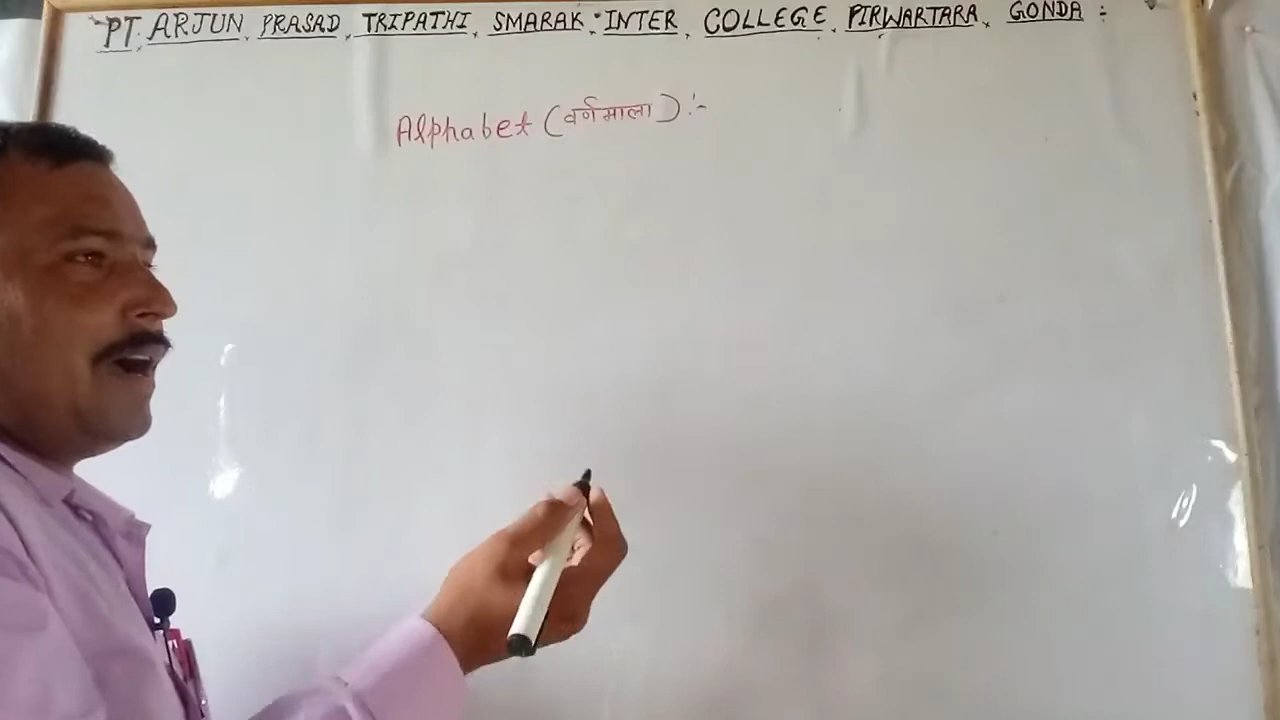 PT. ARJUN PRASAD TRIPATHI SMARAK INTER COLLEGE PIRWARTARA, GONDA :
Alphabet (वर्णमाला) :-